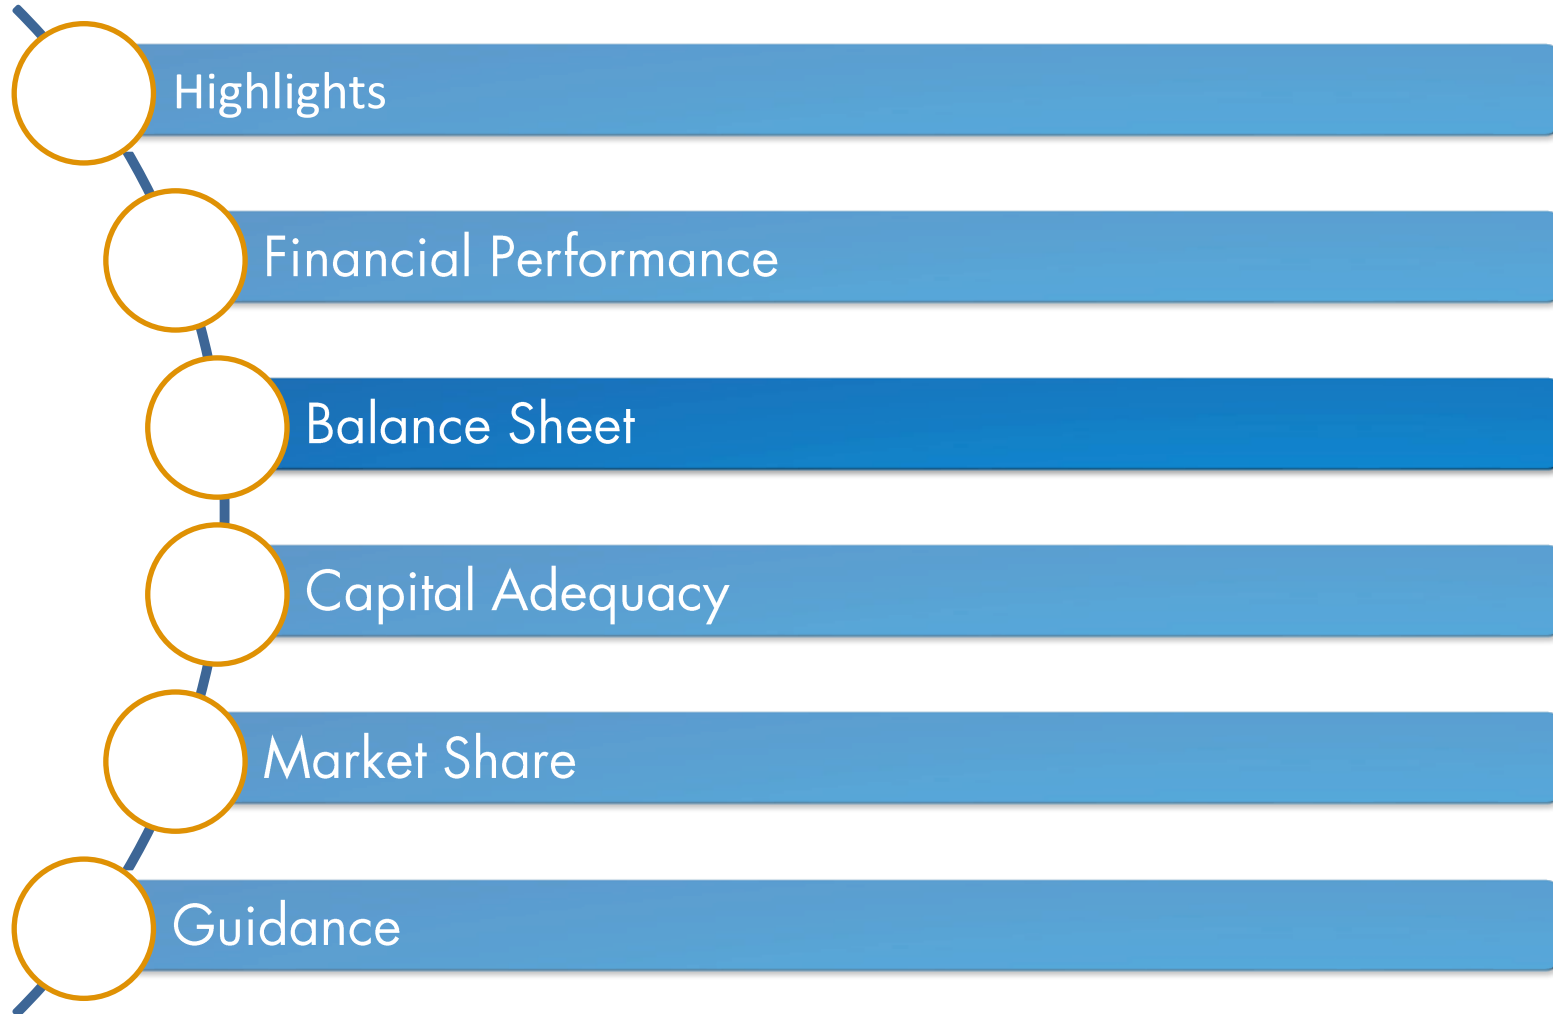 Highlights
Financial Performance
Balance Sheet
Capital Adequacy
Market Share
Guidance